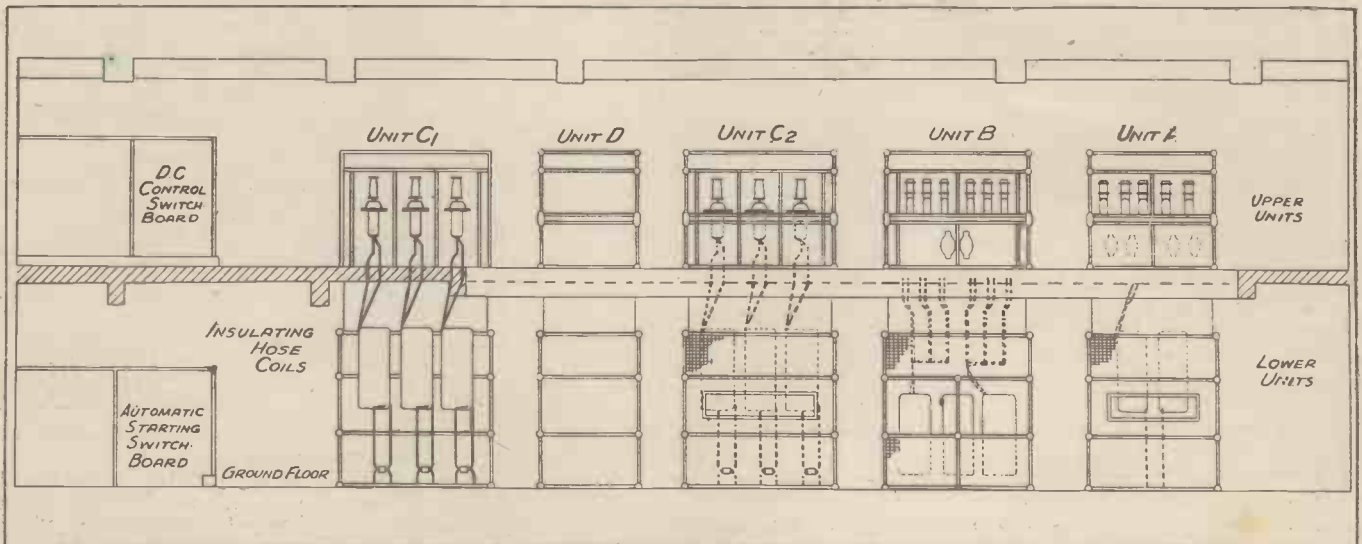 UNIT C1
UNIT D
UNIT C2
UNIT B
UNIT A
D.C
CONTROL
SWITCH
BOARD
UPPER
UNITS
INSULATING
HOSE
COILS
LOWER
UNITS
AUTOMATIC
STARTING
SWITCH-
BOARD
GROUND FLOOR